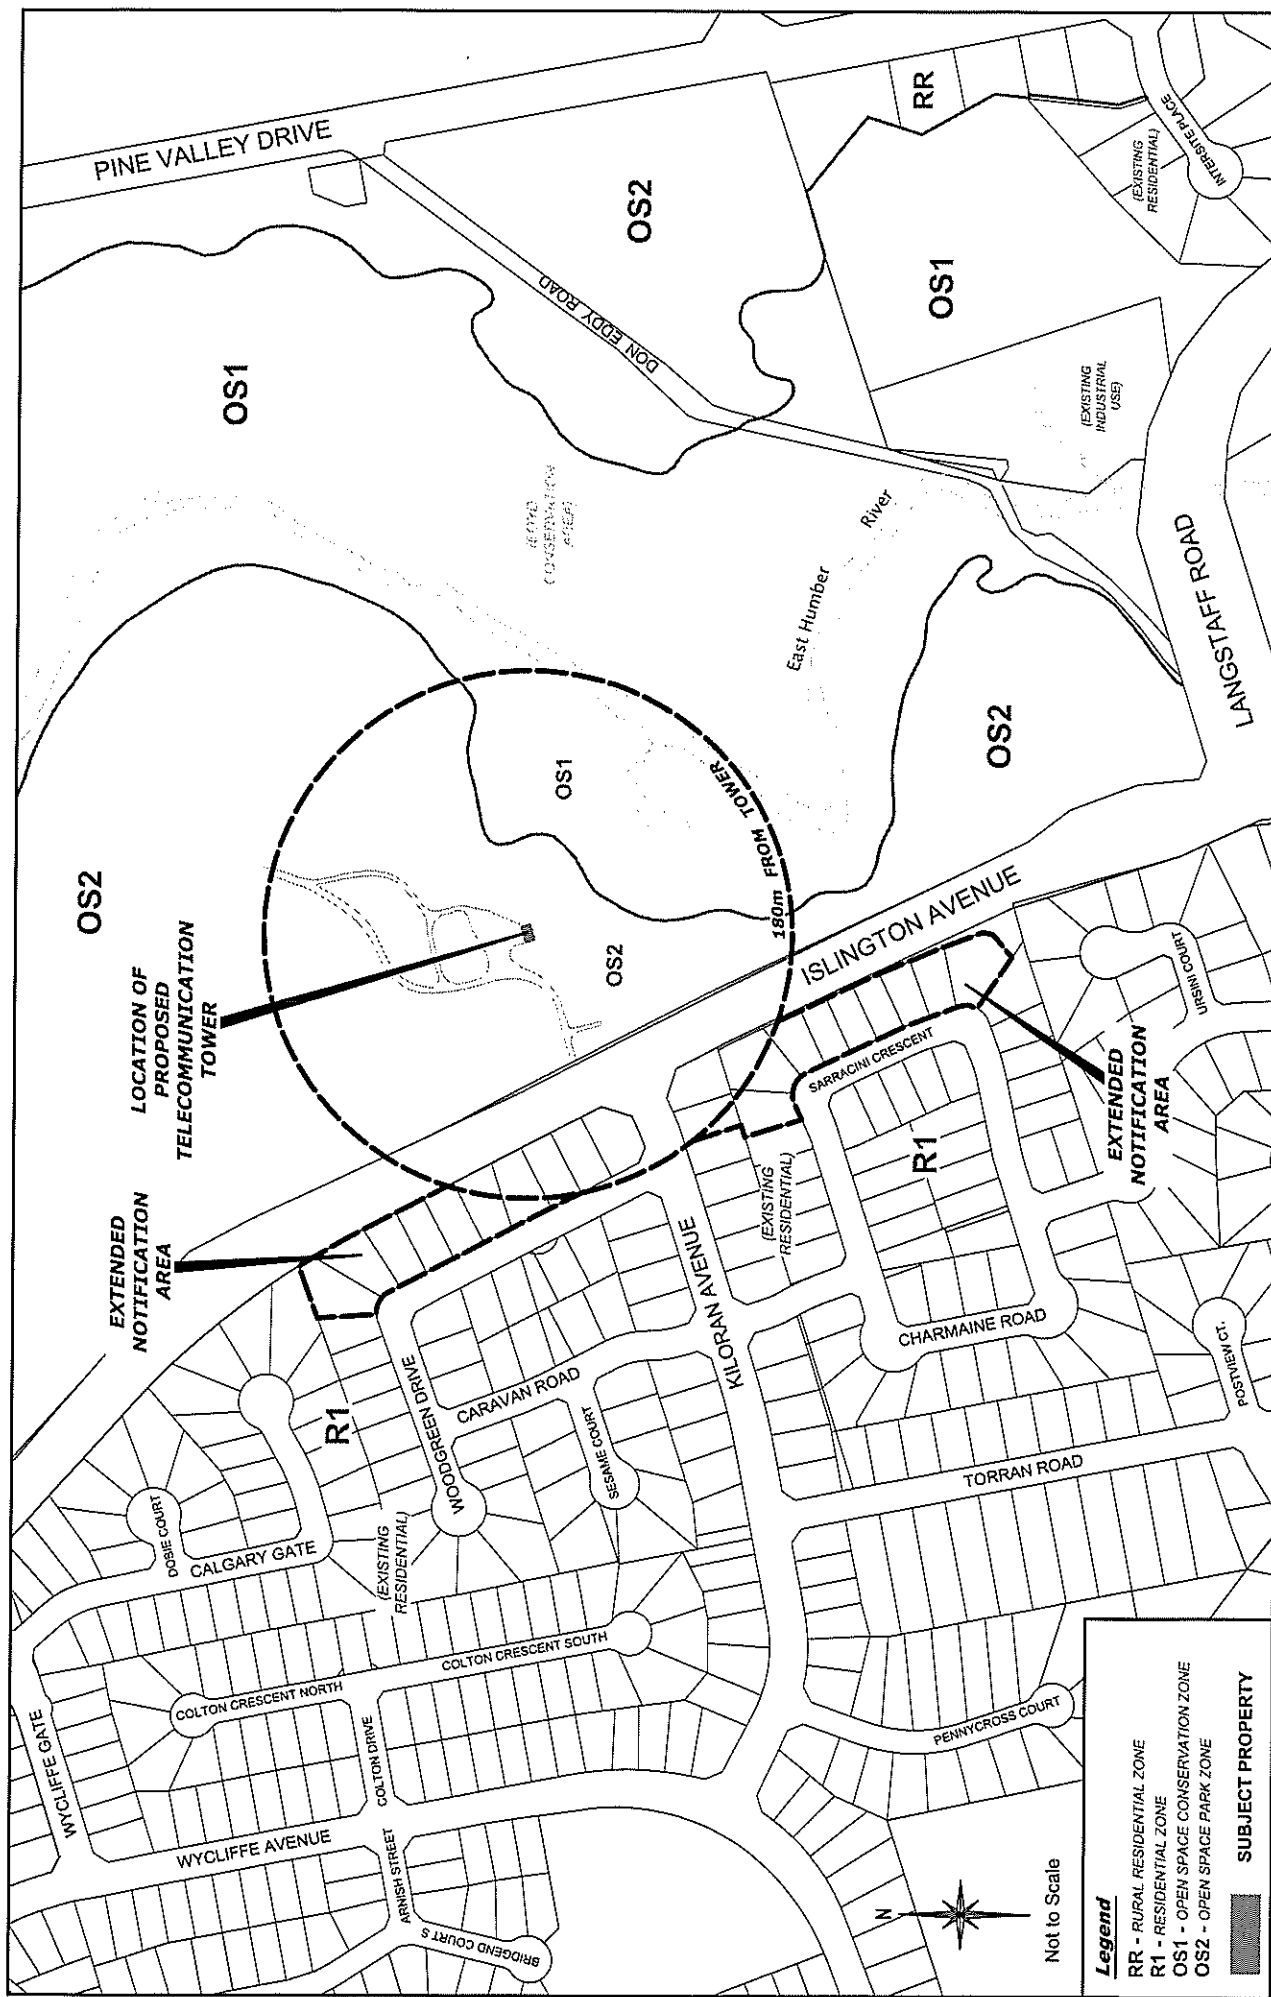 PINE VALLEY DRIVE
RR
(EXISTING
RESIDENTIAL)
INTERSITE PLACE
OS2
OS1
DON EDDY ROAD
OS1
(EXISTING
INDUSTRIAL
USE)
CONSERVATION
River
East Humber
LANGSTAFF ROAD
OS2
LOCATION OF
PROPOSED
TELECOMMUNICATION
TOWER
OS1
OS2
180m FROM TOWER
OS2
ISLINGTON AVENUE
EXTENDED
NOTIFICATION
AREA
SARRACINI CRESCENT
URSINI COURT
EXTENDED
NOTIFICATION
AREA
R1
(EXISTING
RESIDENTIAL)
KILORAN AVENUE
CHARMAINE ROAD
POSTVIEW CT.
R1
WOODGREEN DRIVE
CARAVAN ROAD
SESAME COURT
TORRAN ROAD
DOSIE COURT
CALGARY GATE
(EXISTING
RESIDENTIAL)
COLTON CRESCENT NORTH
COLTON CRESCENT SOUTH
PENNYCROSS COURT
WYCLIFFE GATE
COLTON DRIVE
WYCLIFFE AVENUE
ARNISH STREET
BRIDGEND COURT S
N
Not to Scale
Legend
RR - RURAL RESIDENTIAL ZONE
R1 - RESIDENTIAL ZONE
OS1 - OPEN SPACE CONSERVATION ZONE
OS2 - OPEN SPACE PARK ZONE
SUBJECT PROPERTY